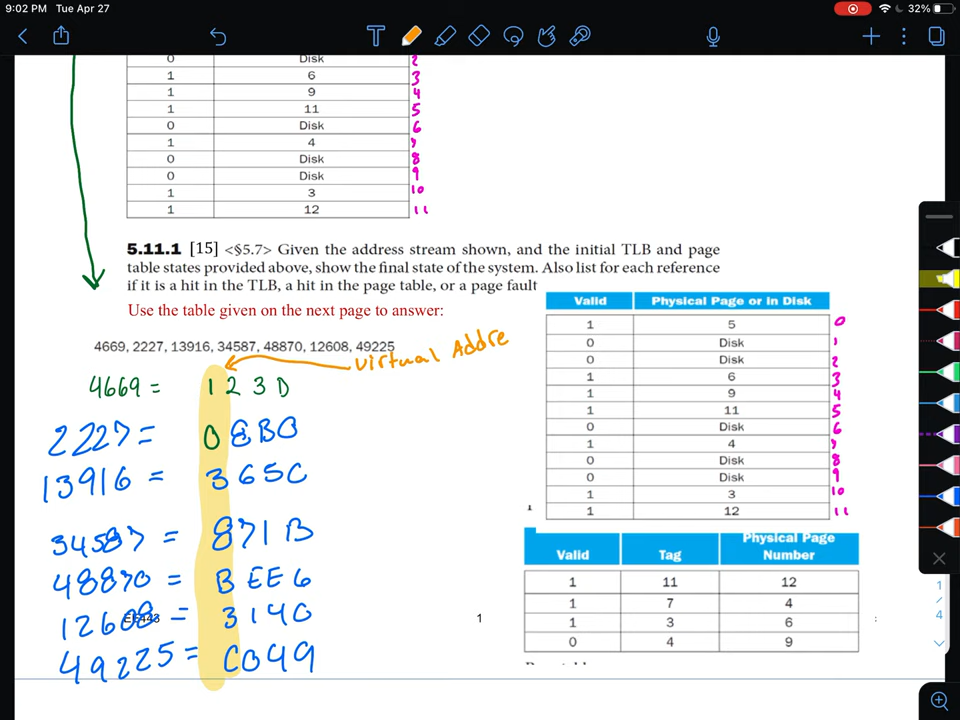 9:02 PM Tue Apr 27 32%
0 Disk 2
1 6 3
1 9 4
1 11 5
0 Disk 6
1 4 7
0 Disk 8
0 Disk 9
1 3 10
1 12 11
5.11.1 [15] <§5.7> Given the address stream shown, and the initial TLB and page
table states provided above, show the final state of the system. Also list for each reference
if it is a hit in the TLB, a hit in the page table, or a page fault
Use the table given on the next page to answer:
4669, 2227, 13916, 34587, 48870, 12608, 49225
Virtual Addre
4669 = 123D
2227 = 08B0
13916 = 365C
34587 = 871B
48870 = BEE6
12608 = 3140
49225 = C049
1
Valid Physical Page or in Disk
1 5 0
0 Disk 1
0 Disk 2
1 6 3
1 9 4
1 11 5
0 Disk 6
1 4 7
0 Disk 8
0 Disk 9
1 3 10
1 12 11
Valid Tag Physical Page Number
1 11 12
1 7 4
1 3 6
0 4 9
1
/
4